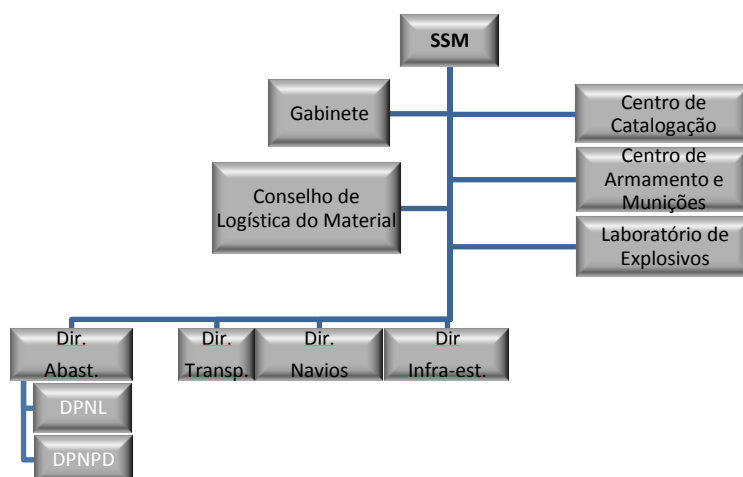 SSM
Gabinete
Centro de
Catalogação
Conselho de
Logística do Material
Centro de
Armamento e
Munições
Laboratório de
Explosivos
Dir.
Abast.
Dir.
Transp.
Dir.
Navios
Dir
Infra-est.
DPNL
DPNPD